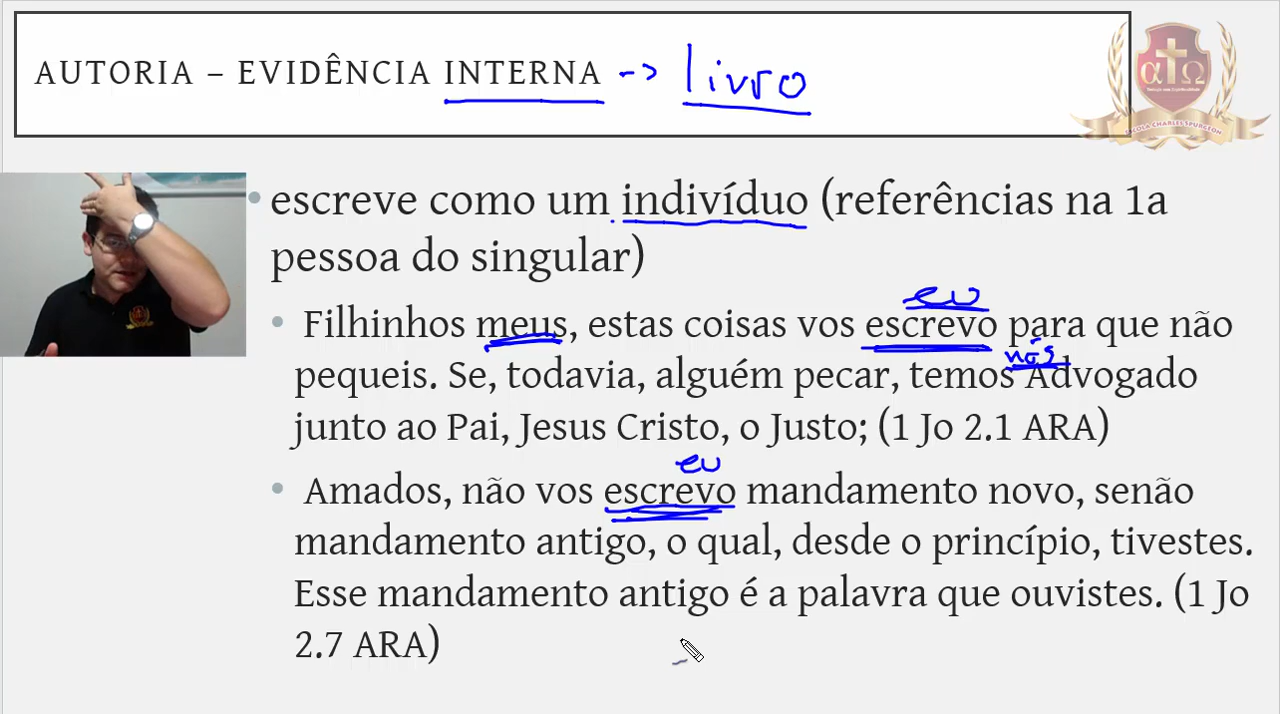 AUTORIA – EVIDÊNCIA INTERNA -> livro
α Ω
ESCOLA CHARLES SPURGEON
• escreve como um indivíduo (referências na 1a
pessoa do singular)
eu
• Filhinhos meus, estas coisas vos escrevo para que não
nós
pequeis. Se, todavia, alguém pecar, temos Advogado
junto ao Pai, Jesus Cristo, o Justo; (1 Jo 2.1 ARA)
eu
• Amados, não vos escrevo mandamento novo, senão
mandamento antigo, o qual, desde o princípio, tivestes.
Esse mandamento antigo é a palavra que ouvistes. (1 Jo
2.7 ARA)